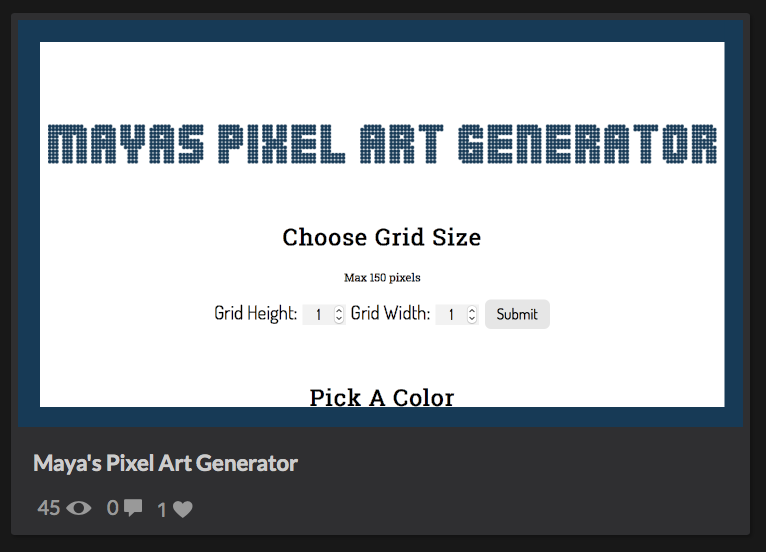 MAYAS PIXEL ART GENERATOR
Choose Grid Size
Max 150 pixels
Grid Height: 1 Grid Width: 1 Submit
Pick A Color
Maya's Pixel Art Generator
45 0 1